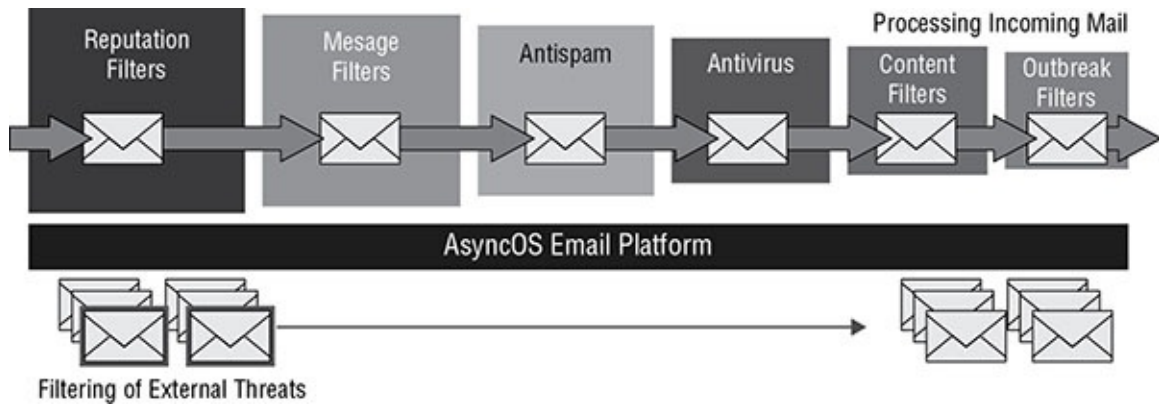 Processing Incoming Mail
Reputation
Filters
Mesage
Filters
Antispam
Antivirus
Content
Filters
Outbreak
Filters
AsyncOS Email Platform
Filtering of External Threats